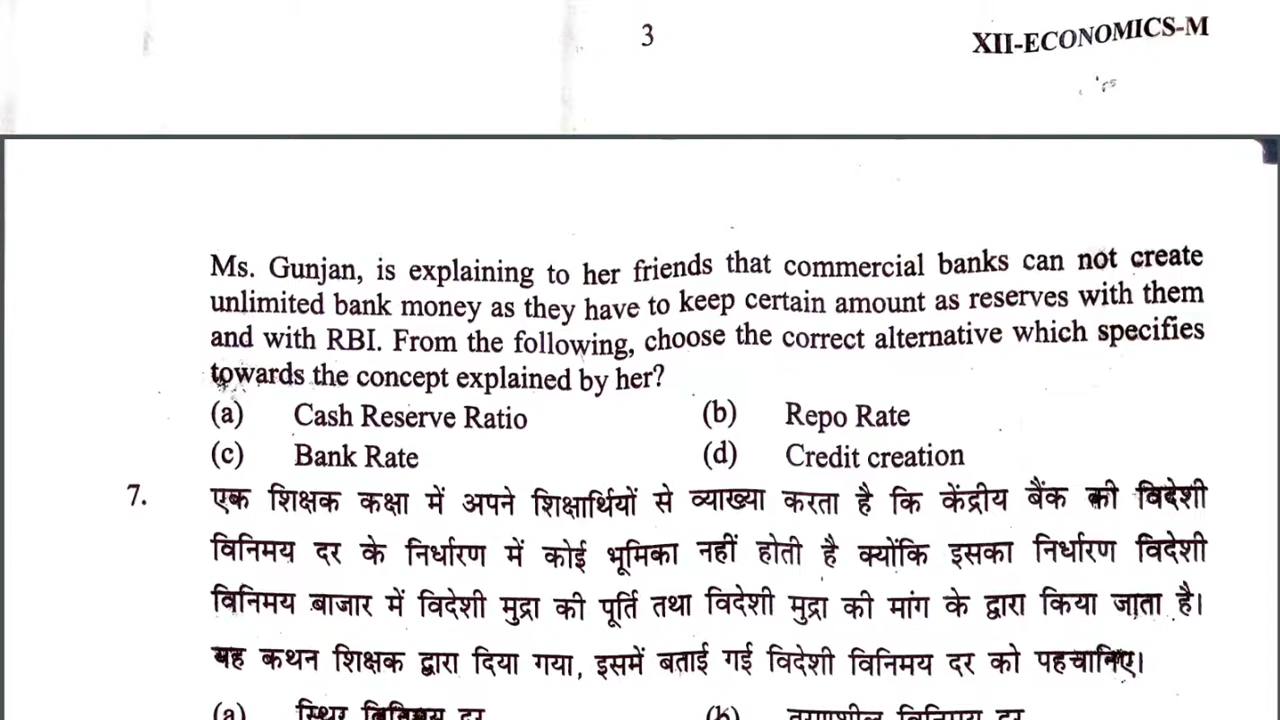 3
XII-ECONOMICS-M
Ms. Gunjan, is explaining to her friends that commercial banks can not create
unlimited bank money as they have to keep certain amount as reserves with them
and with RBI. From the following, choose the correct alternative which specifies
towards the concept explained by her?
(a) Cash Reserve Ratio (b) Repo Rate
(c) Bank Rate (d) Credit creation
7. एक शिक्षक कक्षा में अपने शिक्षार्थियों से व्याख्या करता है कि केंद्रीय बैंक की विदेशी
विनिमय दर के निर्धारण में कोई भूमिका नहीं होती है क्योंकि इसका निर्धारण विदेशी
विनिमय बाजार में विदेशी मुद्रा की पूर्ति तथा विदेशी मुद्रा की मांग के द्वारा किया जाता है।
यह कथन शिक्षक द्वारा दिया गया, इसमें बताई गई विदेशी विनिमय दर को पहचानिए।
(a) स्थिर विनिमय दर (b) विनिमय दर